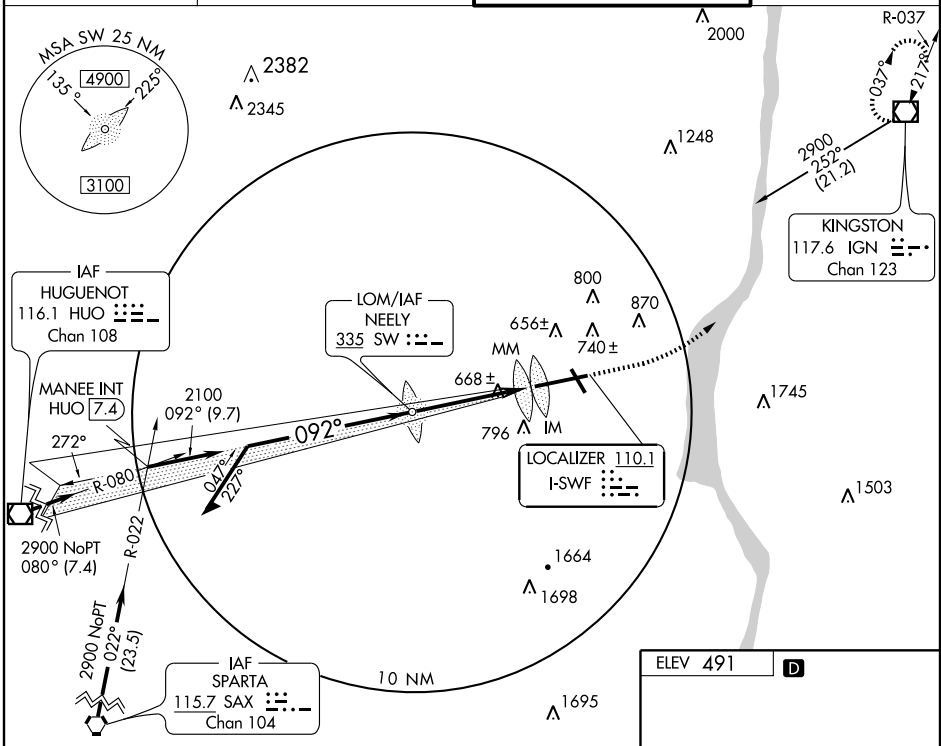 MSA SW 25 NM
135°
4900
225°
3100
2382
2345
2000
R-037
037°
217°
1248
2900
252°
(21.2)
KINGSTON
117.6 IGN
Chan 123
IAF
HUGUENOT
116.1 HUO
Chan 108
LOM/IAF
NEELY
335 SW
800
656±
870
740±
MM
668±
MANEE INT
HUO 7.4
2100
092° (9.7)
092°
796
IM
1745
272°
R-080
047°
227°
LOCALIZER 110.1
I-SWF
1503
2900 NoPT
080° (7.4)
R-022
1664
1698
2900 NoPT
022°
(23.5)
IAF
SPARTA
115.7 SAX
Chan 104
10 NM
1695
ELEV 491
D